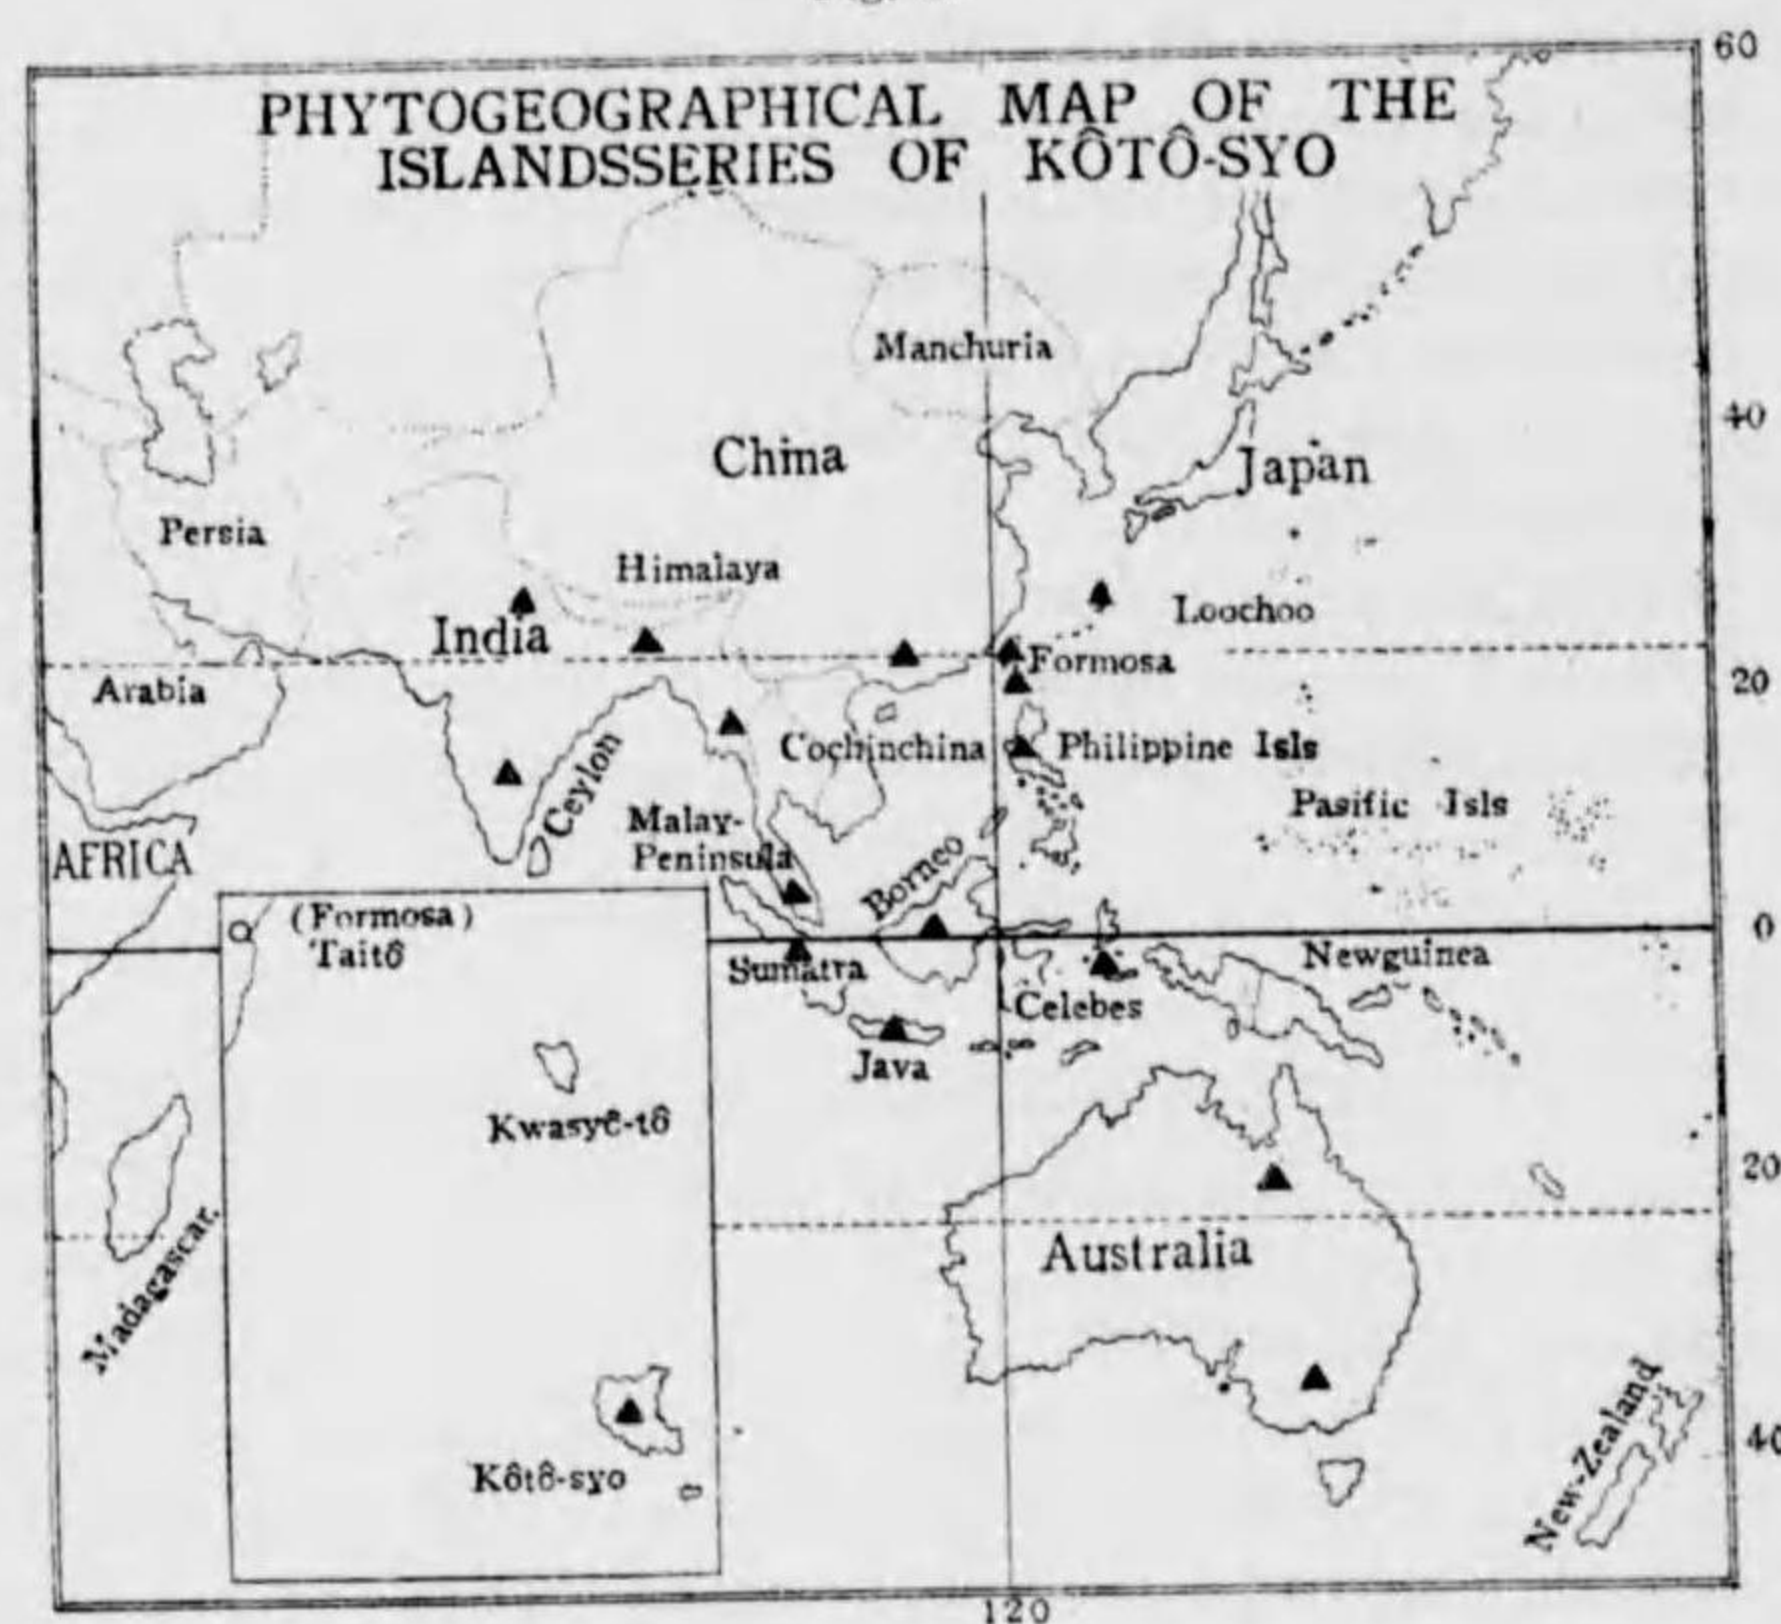 60
PHYTOGEOGRAPHICAL MAP OF THE
ISLANDSSERIES OF KÔTÔ-SYO
Manchuria
40
China
Japan
Persia
Himalaya
Loochoo
India
Formosa
20
Arabia
Cochinchina
Philippine Isls
Ceylon
Pasific Isls
Malay-
Peninsula
AFRICA
Borneo
(Formosa)
Taitô
0
Newguinea
Sumatra
Celebes
Java
Kwasyê-tô
20
Madagascar.
Australia
New-Zealand
40
Kôtô-syo
120